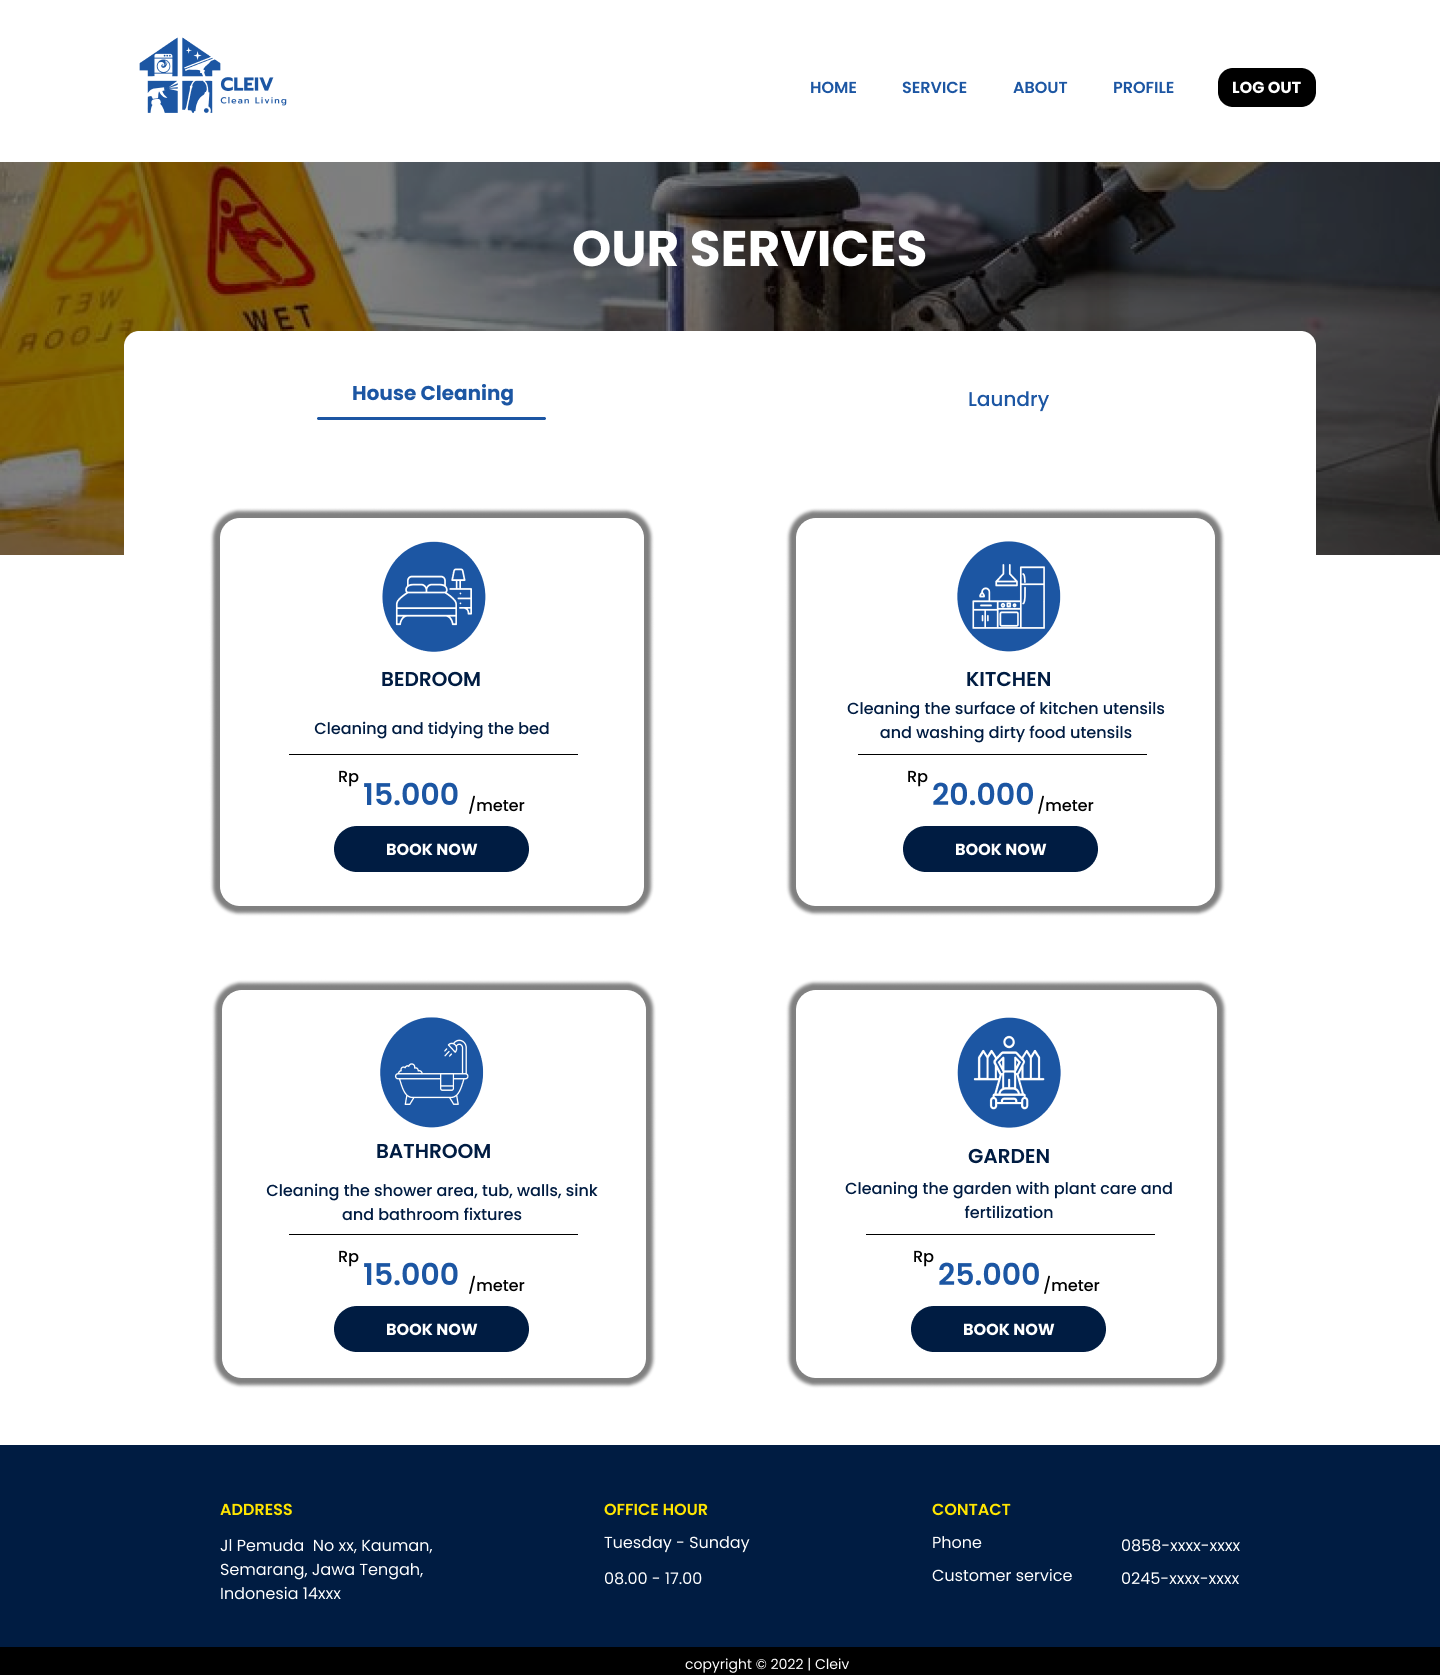 CLEIV
Clean Living
HOME
SERVICE
ABOUT
PROFILE
LOG OUT
OUR SERVICES
WET
FLOOR
WET
House Cleaning
Laundry
BEDROOM
Cleaning and tidying the bed
Rp
15.000
/meter
BOOK NOW
KITCHEN
Cleaning the surface of kitchen utensils
and washing dirty food utensils
Rp
20.000
/meter
BOOK NOW
BATHROOM
Cleaning the shower area, tub, walls, sink
and bathroom fixtures
Rp
15.000
/meter
BOOK NOW
GARDEN
Cleaning the garden with plant care and
fertilization
Rp
25.000
/meter
BOOK NOW
ADDRESS
Jl Pemuda  No xx, Kauman,
Semarang, Jawa Tengah,
Indonesia 14xxx
OFFICE HOUR
Tuesday - Sunday
08.00 - 17.00
CONTACT
Phone
0858-xxxx-xxxx
Customer service
0245-xxxx-xxxx
copyright © 2022 | Cleiv